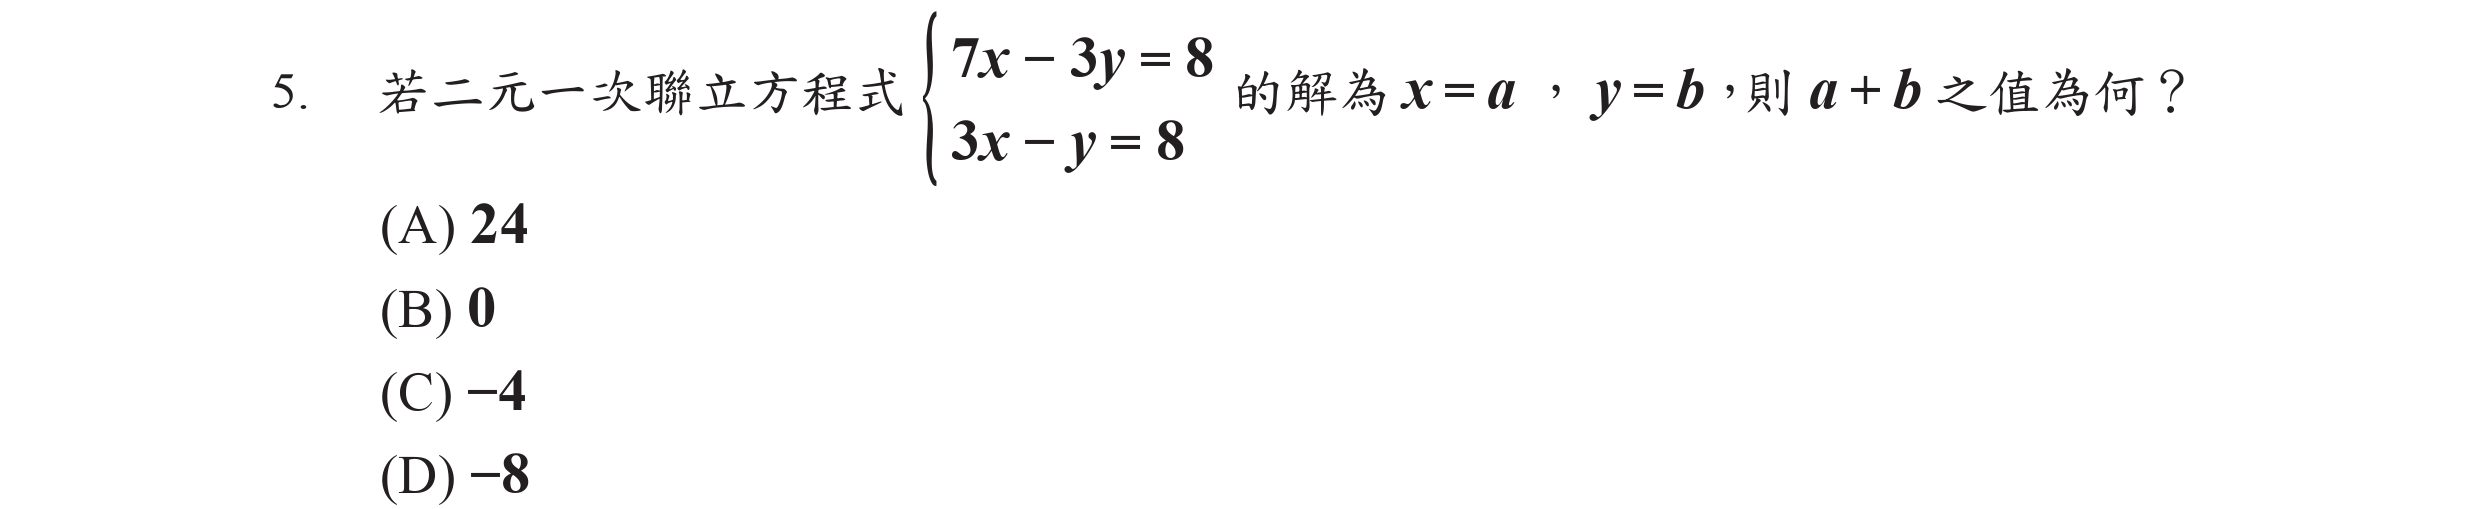 5. 若二元一次聯立方程式 { 7x − 3y = 8 的解為 x = a ， y = b ，則 a + b 之值為何？
3x − y = 8
(A) 24
(B) 0
(C) −4
(D) −8